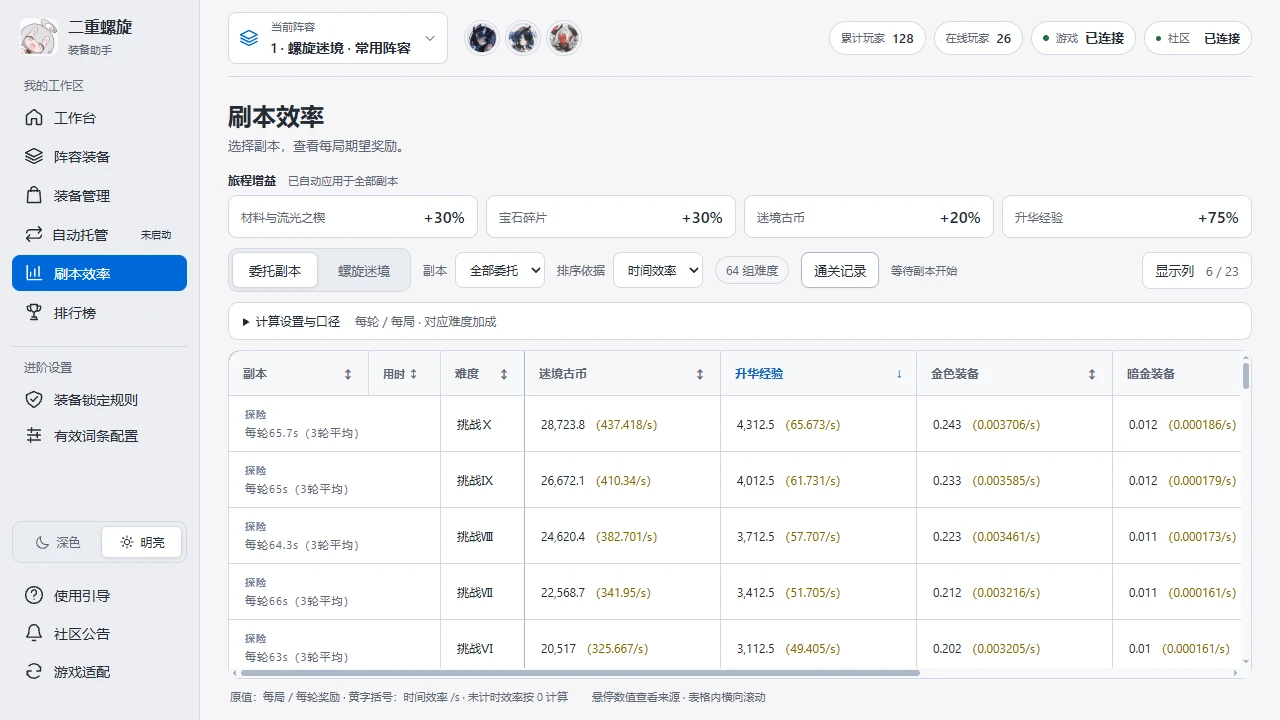 二重螺旋
装备助手
我的工作区
工作台
阵容装备
装备管理
自动托管 未启动
刷本效率
排行榜
进阶设置
装备锁定规则
有效词条配置
深色 明亮
使用引导
社区公告
游戏适配
当前阵容
1 · 螺旋迷境 · 常用阵容
累计玩家 128
在线玩家 26
游戏 已连接
社区 已连接
刷本效率
选择副本，查看每局期望奖励。
旅程增益 已自动应用于全部副本
材料与流光之楔 +30%
宝石碎片 +30%
迷境古币 +20%
升华经验 +75%
委托副本 螺旋迷境 副本 全部委托 排序依据 时间效率 64 组难度 通关记录 等待副本开始 显示列 6 / 23
▶ 计算设置与口径 每轮 / 每局 · 对应难度加成
副本 ↕ 用时 ↕ 难度 ↕ 迷境古币 ↕ 升华经验 ↓ 金色装备 ↕ 暗金装备
探险
每轮65.7s（3轮平均） 挑战Ⅹ 28,723.8 (437.418/s) 4,312.5 (65.673/s) 0.243 (0.003706/s) 0.012 (0.000186/s)
探险
每轮65s（3轮平均） 挑战Ⅸ 26,672.1 (410.34/s) 4,012.5 (61.731/s) 0.233 (0.003585/s) 0.012 (0.000179/s)
探险
每轮64.3s（3轮平均） 挑战Ⅷ 24,620.4 (382.701/s) 3,712.5 (57.707/s) 0.223 (0.003461/s) 0.011 (0.000173/s)
探险
每轮66s（3轮平均） 挑战Ⅶ 22,568.7 (341.95/s) 3,412.5 (51.705/s) 0.212 (0.003216/s) 0.011 (0.000161/s)
探险
每轮63s（3轮平均） 挑战Ⅵ 20,517 (325.667/s) 3,112.5 (49.405/s) 0.202 (0.003205/s) 0.01 (0.000161/s)
原值：每局 / 每轮奖励 · 黄字括号：时间效率 /s · 未计时效率按 0 计算 悬停数值查看来源 · 表格内横向滚动